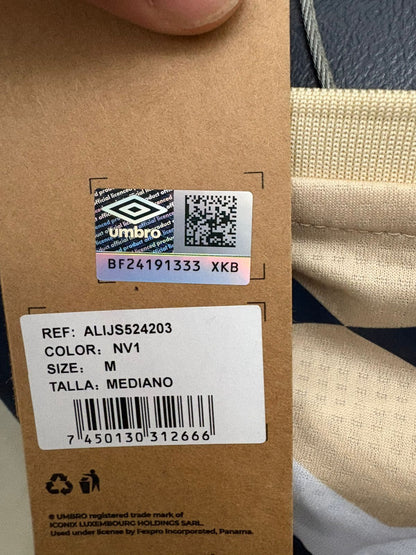 umbro
BF24191333 XKB
REF: ALIJS524203
COLOR: NV1
SIZE: M
TALLA: MEDIANO
7 450130 312666
® UMBRO registered trade mark of
ICONIX LUXEMBOURG HOLDINGS SARL.
Used under license by Fexpro Incorporated, Panama.